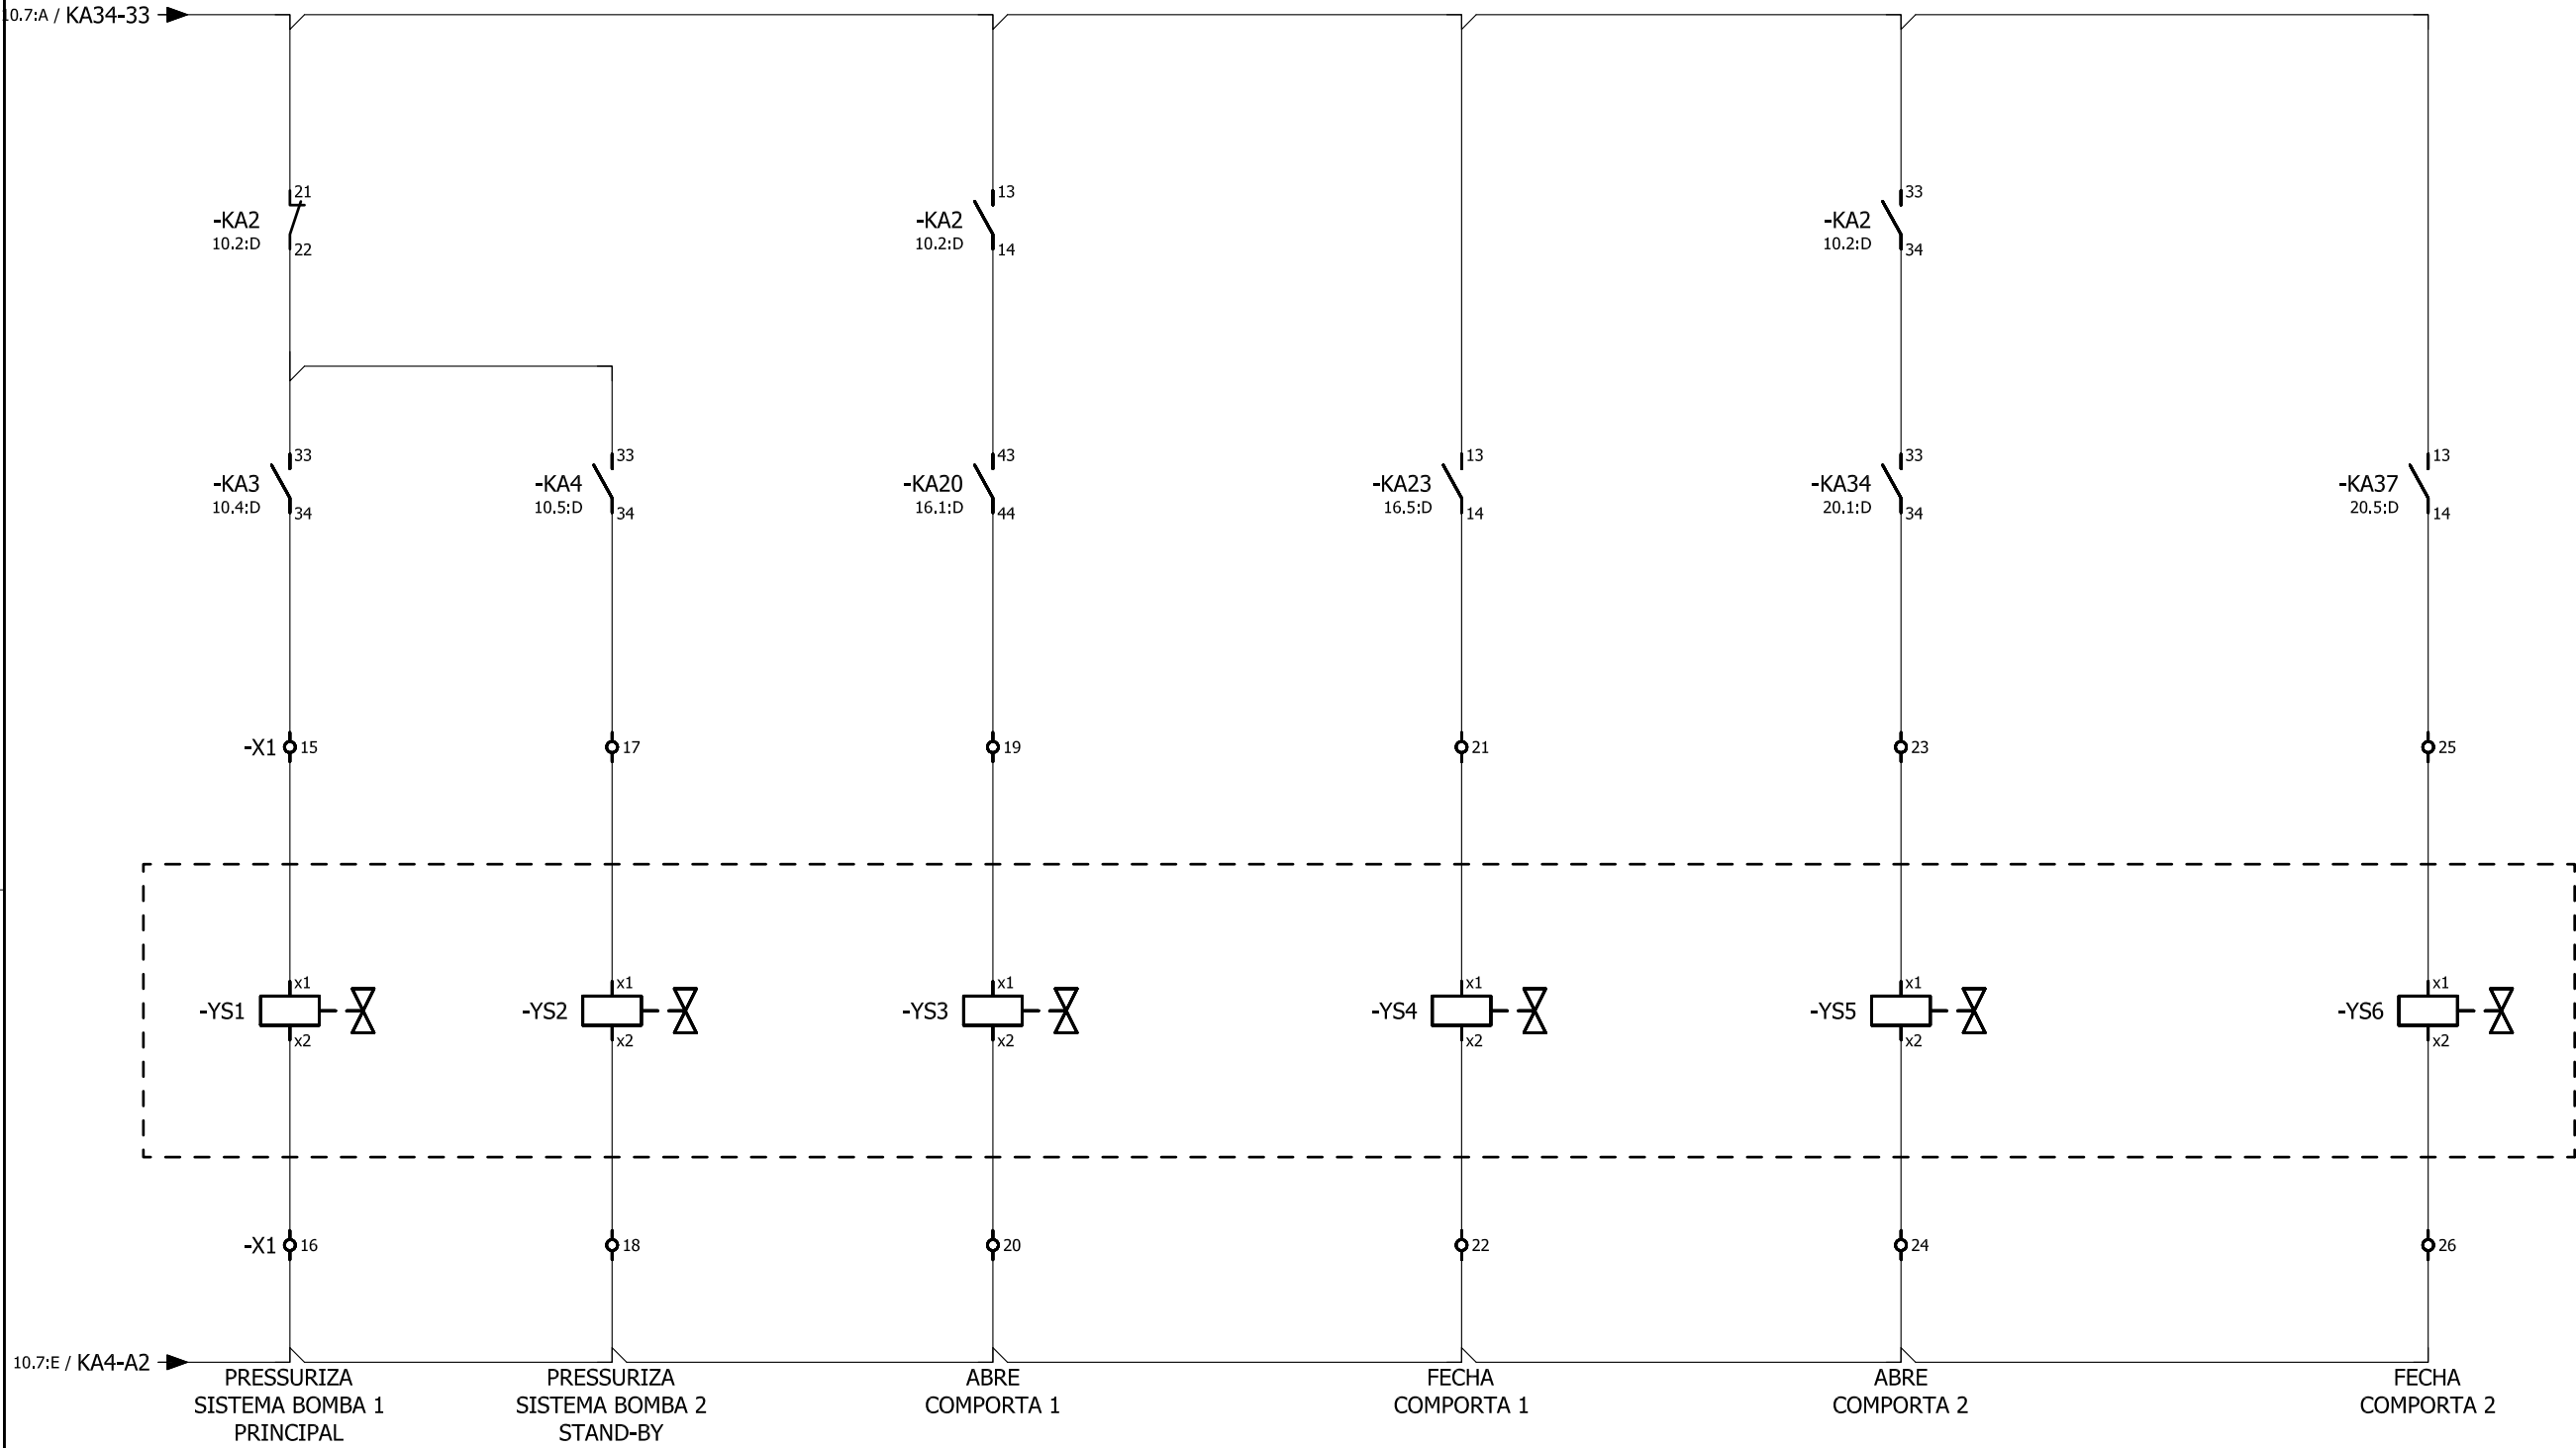 10.7:A / KA34-33
21
13
33
-KA2
-KA2
-KA2
10.2:D
10.2:D
10.2:D
22
14
34
33
33
43
13
33
13
-KA3
-KA4
-KA20
-KA23
-KA34
-KA37
10.4:D
10.5:D
16.1:D
16.5:D
20.1:D
20.5:D
34
34
44
14
34
14
-X1
15
17
19
21
23
25
x1
x1
x1
x1
x1
x1
-YS1
-YS2
-YS3
-YS4
-YS5
-YS6
x2
x2
x2
x2
x2
x2
-X1
16
18
20
22
24
26
10.7:E / KA4-A2
PRESSURIZA
SISTEMA BOMBA 1
PRINCIPAL
PRESSURIZA
SISTEMA BOMBA 2
STAND-BY
ABRE
COMPORTA 1
FECHA
COMPORTA 1
ABRE
COMPORTA 2
FECHA
COMPORTA 2